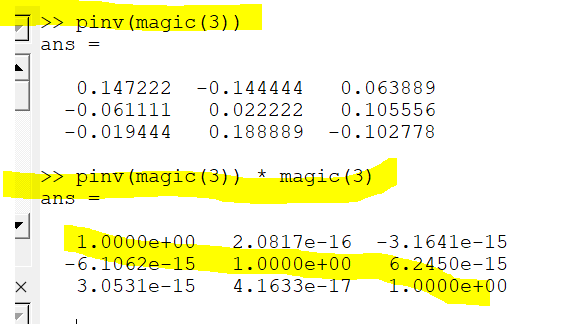 >> pinv(magic(3))
ans =
0.147222 -0.144444 0.063889
-0.061111 0.022222 0.105556
-0.019444 0.188889 -0.102778
>> pinv(magic(3)) * magic(3)
ans =
1.0000e+00 2.0817e-16 -3.1641e-15
-6.1062e-15 1.0000e+00 6.2450e-15
3.0531e-15 4.1633e-17 1.0000e+00